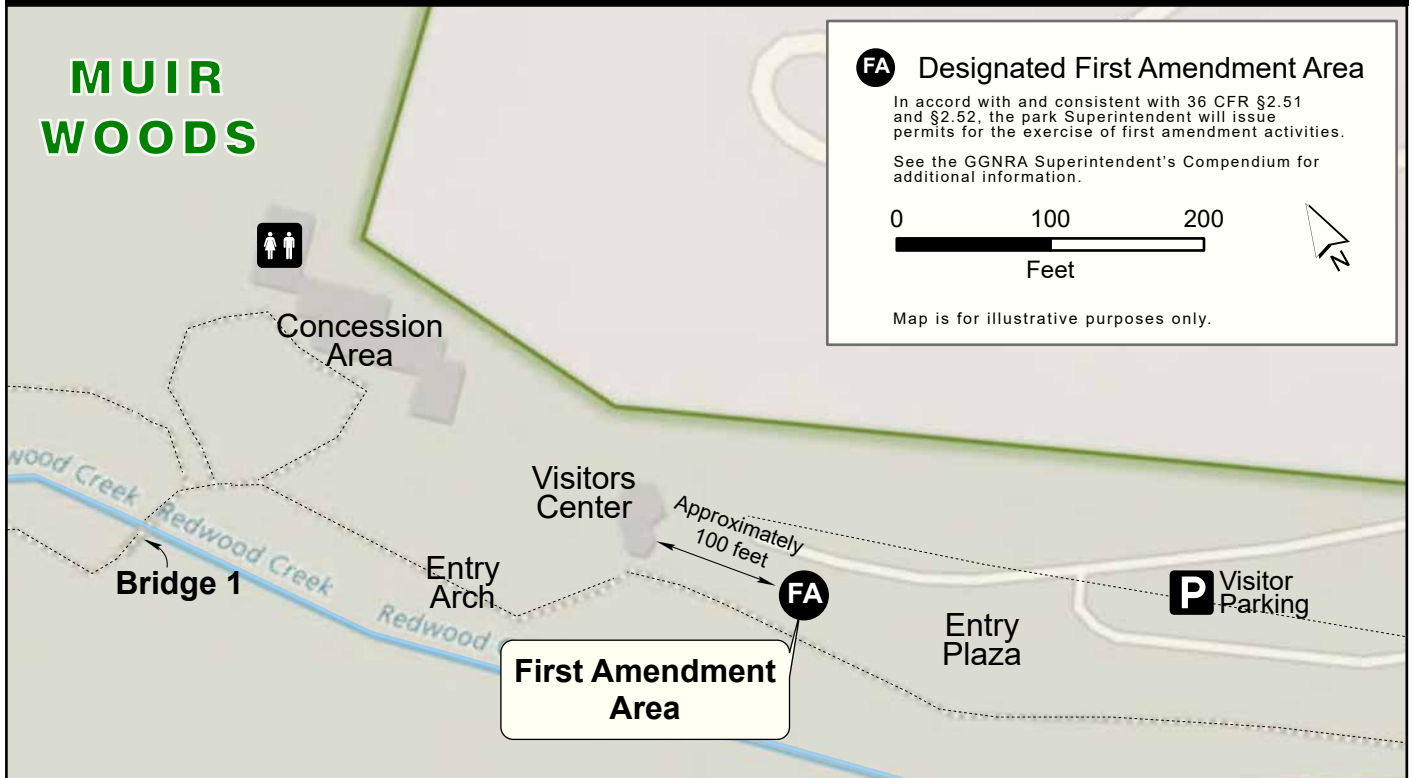 MUIR
WOODS
FA Designated First Amendment Area
In accord with and consistent with 36 CFR §2.51
and §2.52, the park Superintendent will issue
permits for the exercise of first amendment activities.
See the GGNRA Superintendent's Compendium for
additional information.
0 100 200
Feet
N
Map is for illustrative purposes only.
Concession
Area
Visitors
Center
Approximately
100 feet
wood Creek
Redwood Creek
Bridge 1
Entry
Arch
Redwood
FA
First Amendment
Area
Entry
Plaza
P Visitor
Parking